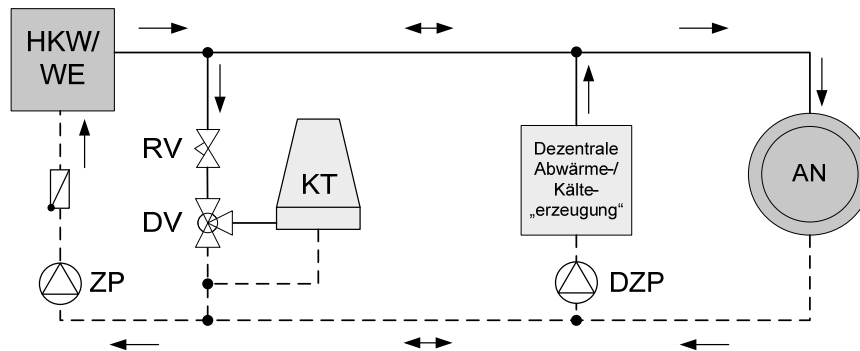 HKW/
WE
RV
KT
DV
ZP
Dezentrale
Abwärme-/
Kälte-
„erzeugung“
DZP
AN